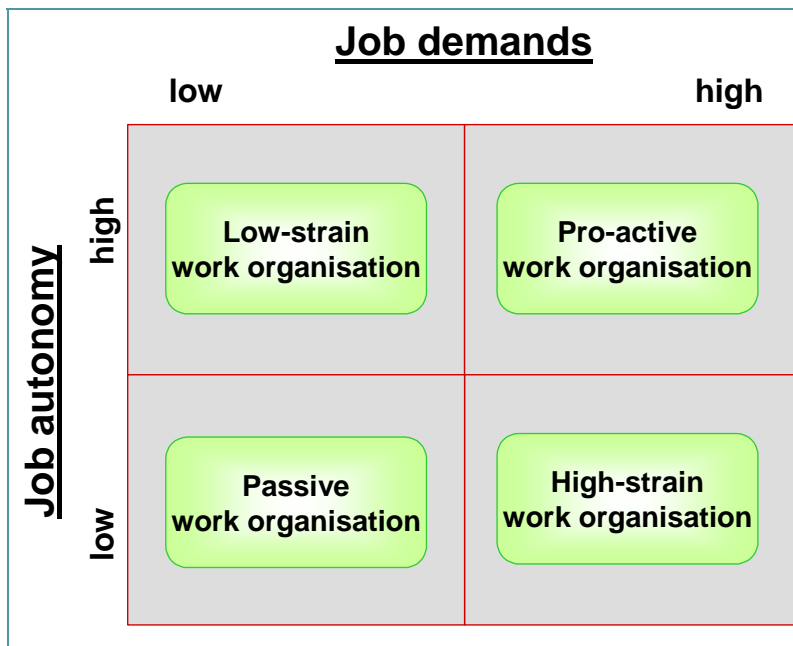 Job demands
low high
Job autonomy
high
Low-strain
work organisation
Pro-active
work organisation
low
Passive
work organisation
High-strain
work organisation